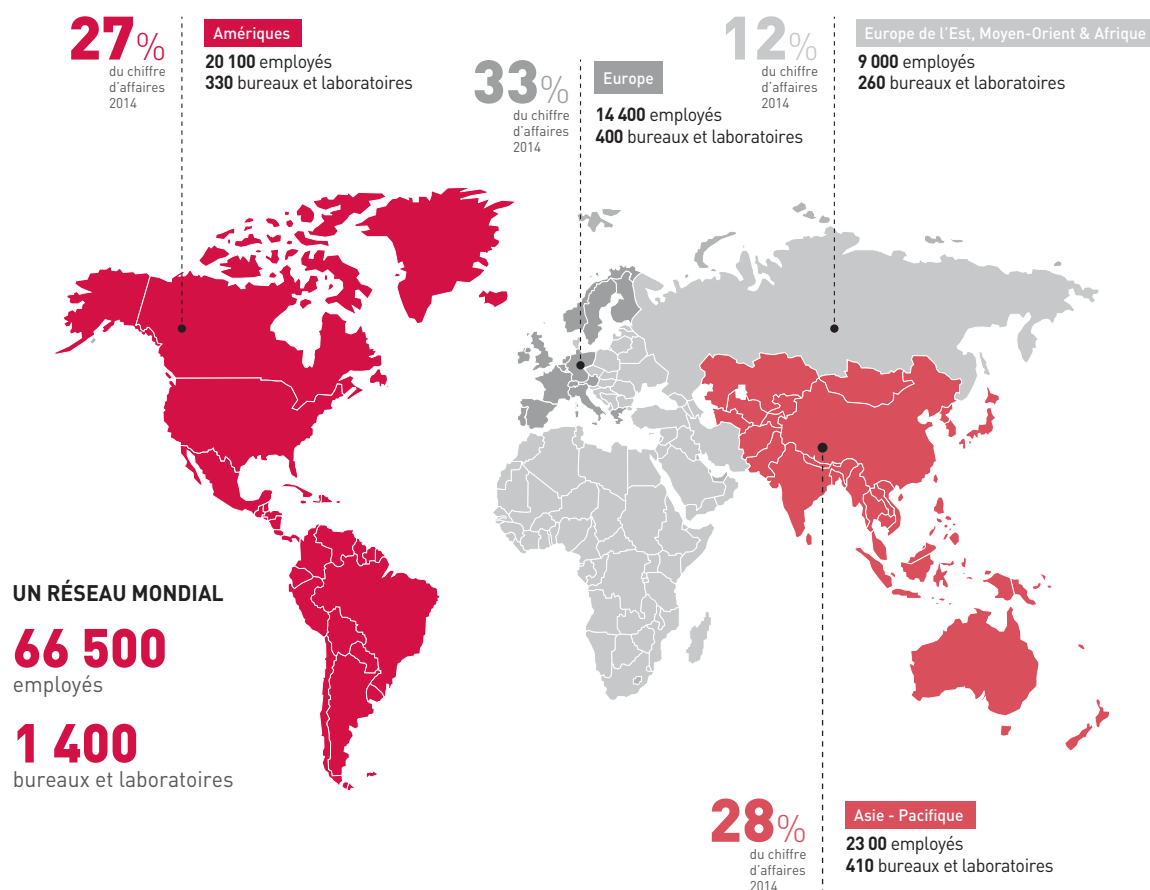 27%
du chiffre
d'affaires
2014
Amériques
20 100 employés
330 bureaux et laboratoires
33%
du chiffre
d'affaires
2014
Europe
14 400 employés
400 bureaux et laboratoires
12%
du chiffre
d'affaires
2014
Europe de l'Est, Moyen-Orient & Afrique
9 000 employés
260 bureaux et laboratoires
UN RÉSEAU MONDIAL
66 500
employés
1 400
bureaux et laboratoires
28%
du chiffre
d'affaires
2014
Asie - Pacifique
23 00 employés
410 bureaux et laboratoires